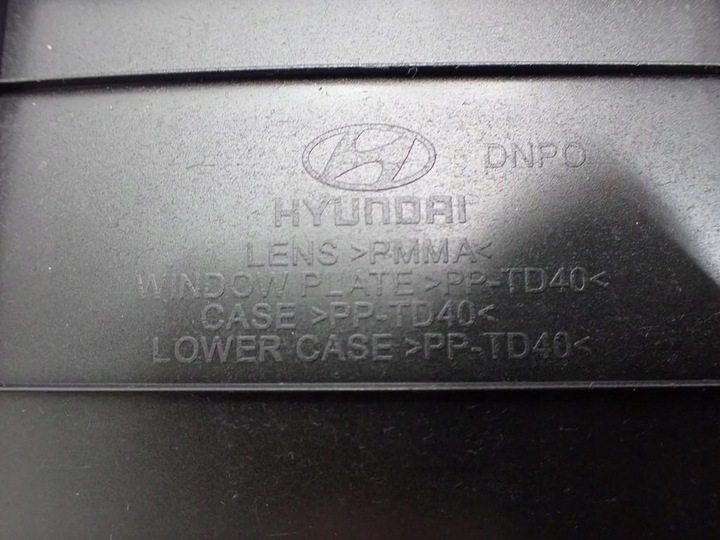 DNPO
HYUNDAI
LENS >PMMA<
WINDOW PLATE >PP-TD40<
CASE >PP-TD40<
LOWER CASE >PP-TD40<